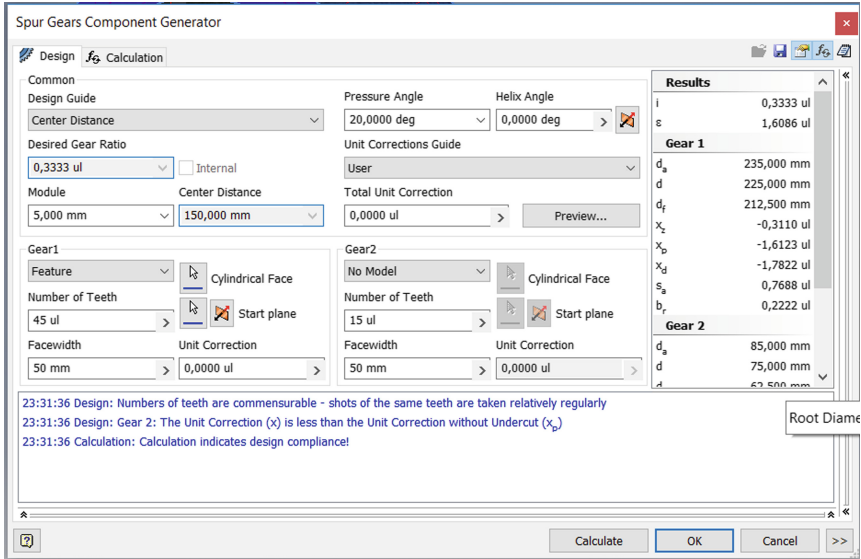 Spur Gears Component Generator
Design
Calculation
Common
Design Guide
Center Distance
Pressure Angle
20,0000 deg
Helix Angle
0,0000 deg
Desired Gear Ratio
0,3333 ul
Internal
Unit Corrections Guide
User
Module
5,000 mm
Center Distance
150,000 mm
Total Unit Correction
0,0000 ul
Preview...
Gear1
Feature
Cylindrical Face
Number of Teeth
45 ul
Start plane
Facewidth
50 mm
Unit Correction
0,0000 ul
Gear2
No Model
Cylindrical Face
Number of Teeth
15 ul
Start plane
Facewidth
50 mm
Unit Correction
0,0000 ul
Results
i 0,3333 ul
ε 1,6086 ul
Gear 1
da 235,000 mm
d 225,000 mm
df 212,500 mm
xz -0,3110 ul
xp -1,6123 ul
xd -1,7822 ul
sa 0,7688 ul
br 0,2222 ul
Gear 2
da 85,000 mm
d 75,000 mm
d 62,500 mm
23:31:36 Design: Numbers of teeth are commensurable - shots of the same teeth are taken relatively regularly
23:31:36 Design: Gear 2: The Unit Correction (x) is less than the Unit Correction without Undercut (xp)
23:31:36 Calculation: Calculation indicates design compliance!
Root Diame
Calculate
OK
Cancel
>>